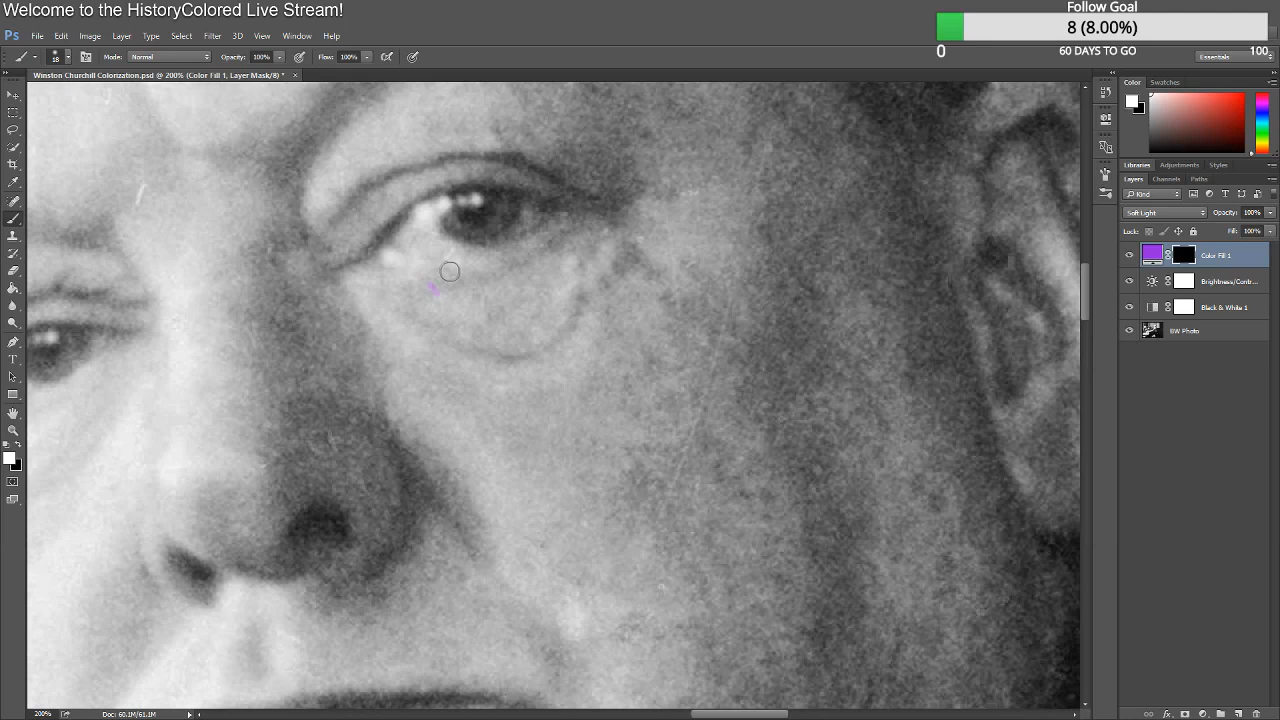 Welcome to the HistoryColored Live Stream!
Follow Goal
8 (8.00%)
0
60 DAYS TO GO
100
Ps
File Edit Image Layer Type Select Filter 3D View Window Help
18
Mode: Normal
Opacity: 100%
Flow: 100%
Essentials
Winston Churchill Colorization.psd @ 200% (Color Fill 1, Layer Mask/8) *
Color Swatches
Libraries Adjustments Styles
Layers Channels Paths
Kind
Soft Light
Opacity: 100%
Lock:
Fill: 100%
Color Fill 1
Brightness/Contr...
Black & White 1
BW Photo
200%
Doc: 60.1M/61.1M
fx